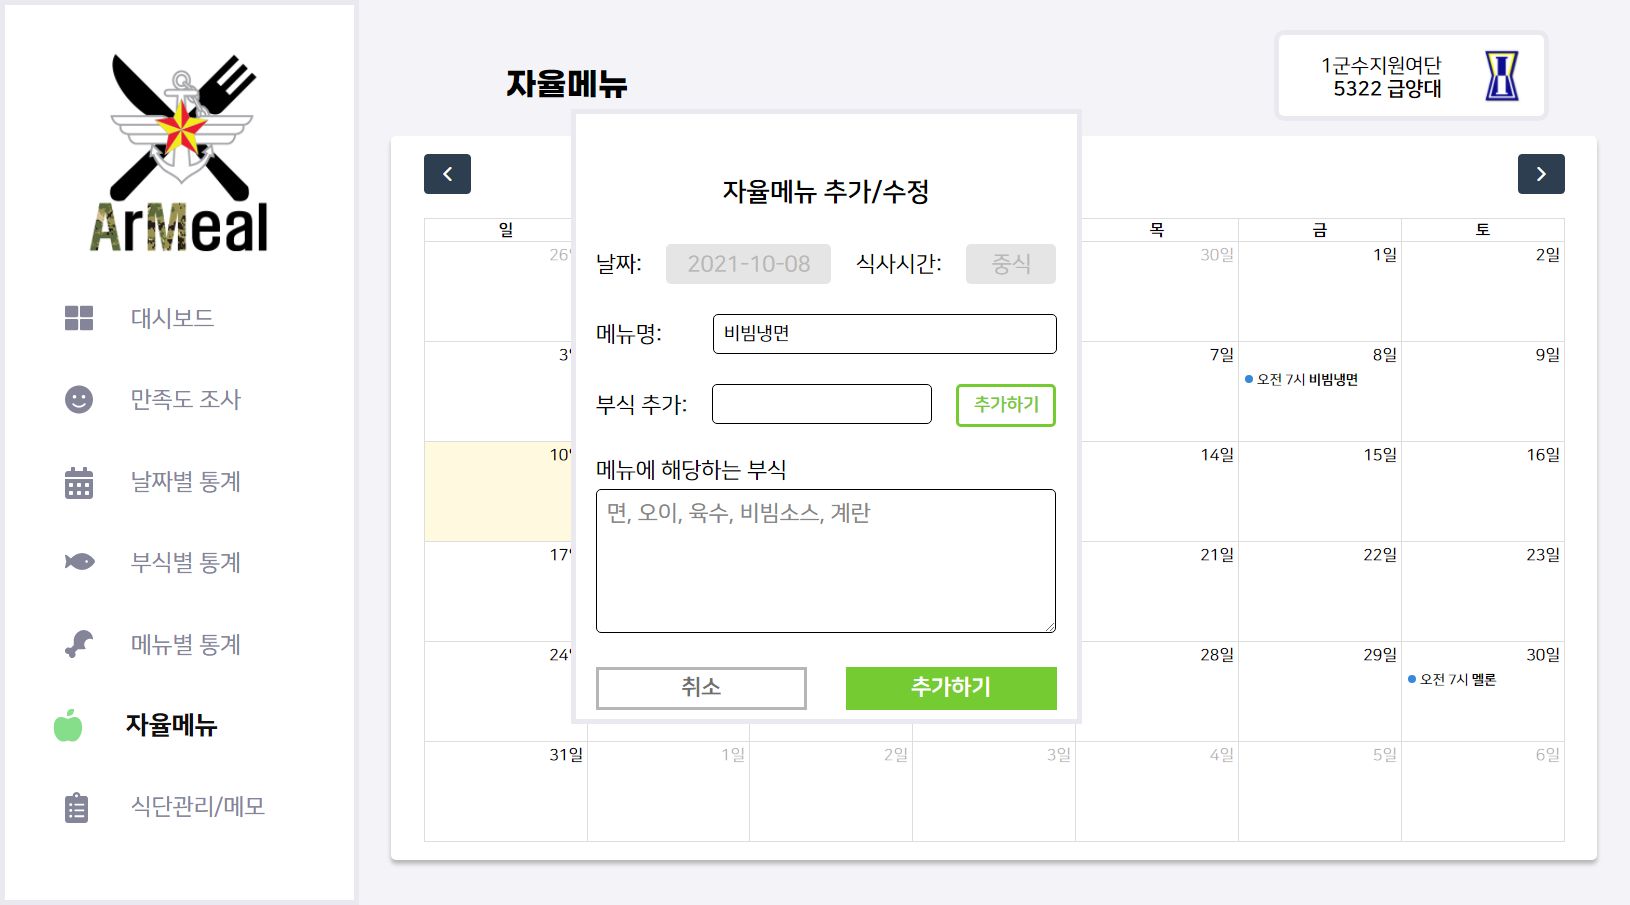 ArMeal
대시보드
만족도 조사
날짜별 통계
부식별 통계
메뉴별 통계
자율메뉴
식단관리/메모
자율메뉴
1군수지원여단
5322 급양대
자율메뉴 추가/수정
날짜: 2021-10-08 식사시간: 중식
메뉴명: 비빔냉면
부식 추가: 추가하기
메뉴에 해당하는 부식
면, 오이, 육수, 비빔소스, 계란
취소 추가하기
일 목 금 토
26 30일 1일 2일
3 7일 8일 9일
오전 7시 비빔냉면
10 14일 15일 16일
17 21일 22일 23일
24 28일 29일 30일
오전 7시 멜론
31일 1일 2일 3일 4일 5일 6일